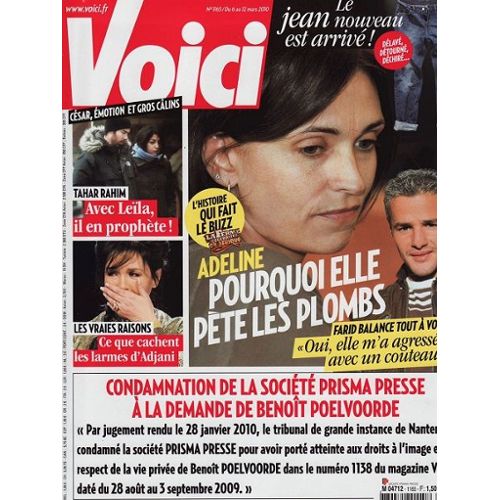 www.voici.fr
N°1165 / Du 6 au 12 mars 2010
Voici
Le
jean nouveau
est arrivé !
DÉLAVÉ,
DÉTOURNÉ,
DÉCHIRÉ...
CÉSAR, ÉMOTION ET GROS CÂLINS
TAHAR RAHIM
Avec Leïla,
il en prophète !
LES VRAIES RAISONS
Ce que cachent
les larmes d'Adjani
L'HISTOIRE
QUI FAIT
LE BUZZ
ADELINE
POURQUOI ELLE
PÈTE LES PLOMBS
FARID BALANCE TOUT À VO
« Oui, elle m'a agressé
avec un couteau
CONDAMNATION DE LA SOCIÉTÉ PRISMA PRESSE
À LA DEMANDE DE BENOÎT POELVOORDE
« Par jugement rendu le 28 janvier 2010, le tribunal de grande instance de Nanter
condamné la société PRISMA PRESSE pour avoir porté atteinte aux droits à l'image e
respect de la vie privée de Benoît POELVOORDE dans le numéro 1138 du magazine V
daté du 28 août au 3 septembre 2009. »
M 04712 - 1165 - F: 1,50